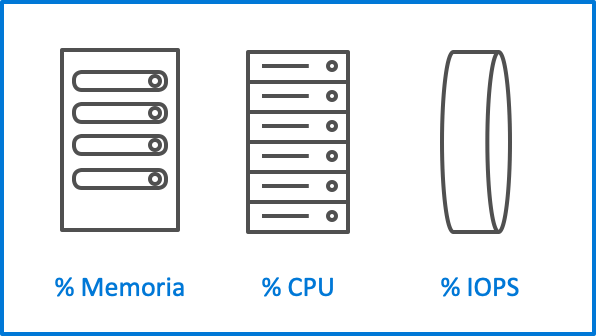 % Memoria
% CPU
% IOPS